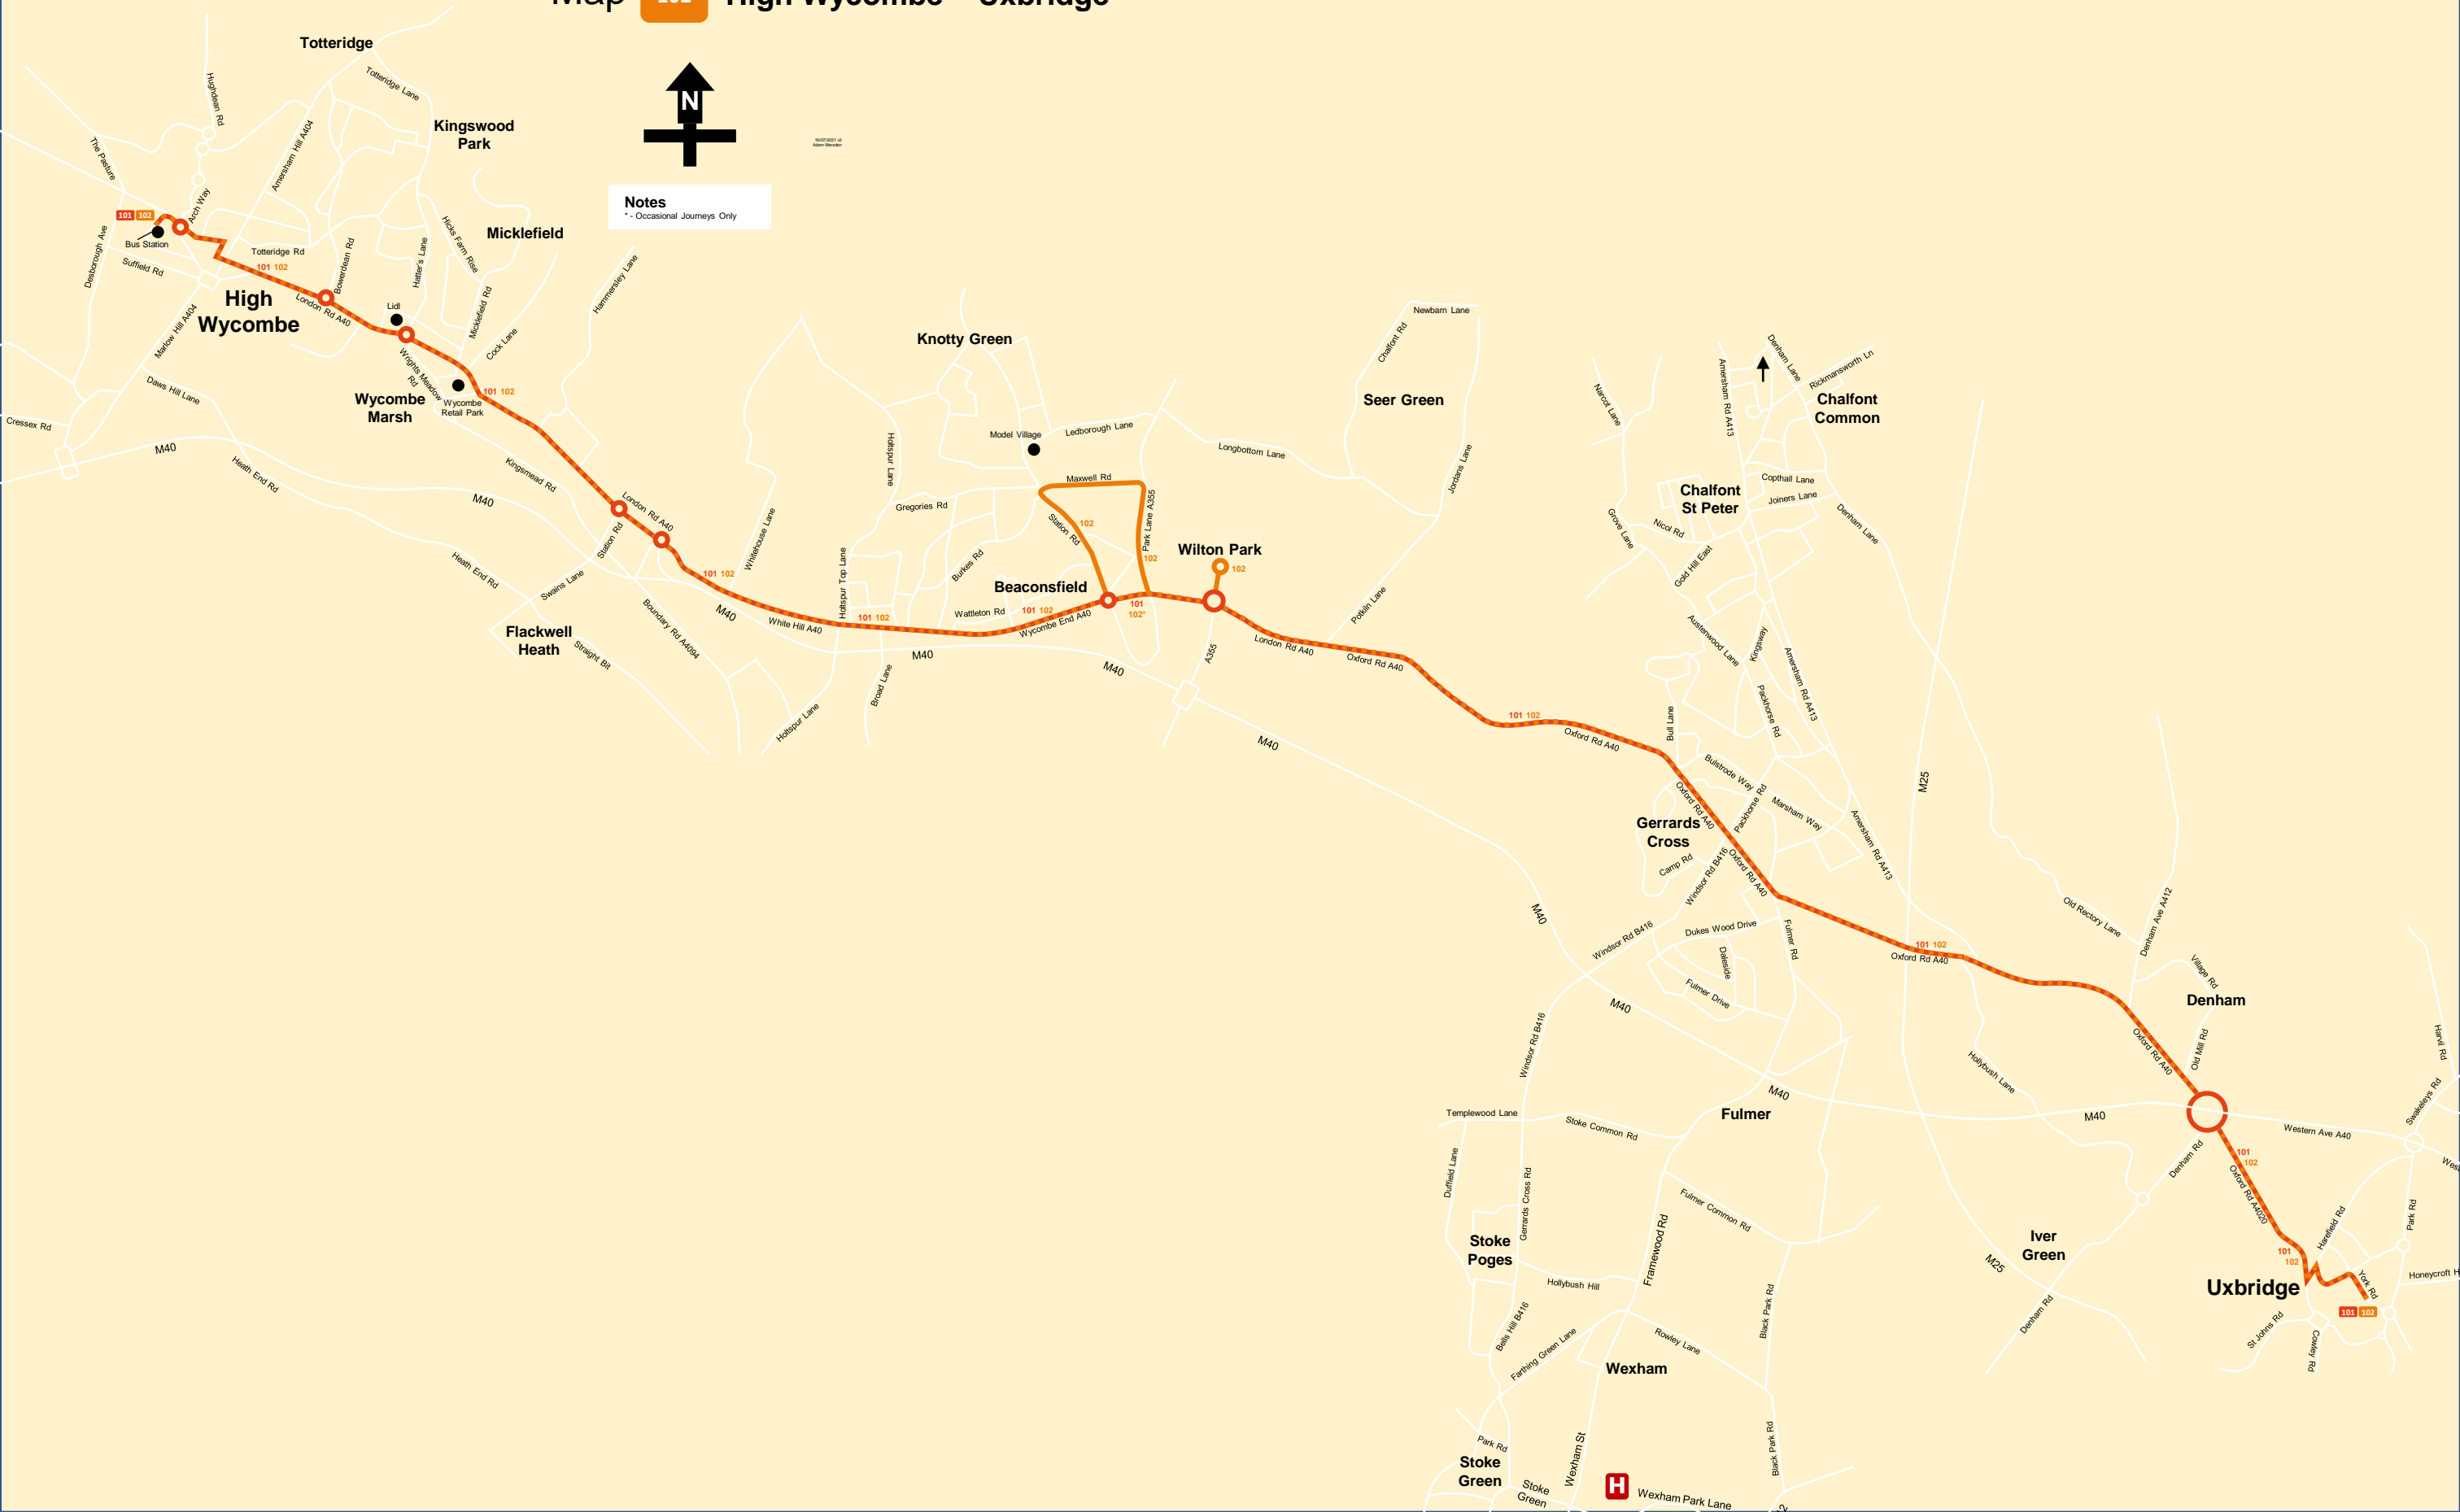 Map 102 High Wycombe - Uxbridge
Totteridge
Totteridge Lane
Hughdean Rd
Kingswood
Park
N
16/07/2021 v2
Adam Marsden
Amersham Hill A404
The Pasture
Arch Way
Notes
* - Occasional Journeys Only
101 102
Bus Station
Desborough Ave
Suffield Rd
Totteridge Rd
101 102
Bowerdean Rd
Hatter's Lane
Hicks Farm Rise
Micklefield
Hammersley Lane
High
Wycombe
London Rd A40
Lidl
Micklefield Rd
Cock Lane
Marlow Hill A404
Daws Hill Lane
Wrights Meadow
Rd
Wycombe
Marsh
Wycombe
Retail Park
101 102
Cressex Rd
M40
Heath End Rd
M40
Kingsmead Rd
London Rd A40
Station Rd
Heath End Rd
Swains Lane
Flackwell
Heath
Straight Bit
Boundary Rd A4094
101 102
M40
Whitehouse Lane
White Hill A40
Holtspur Top Lane
Holtspur Lane
101 102
Holtspur Lane
Broad Lane
M40
Knotty Green
Model Village
Ledborough Lane
Maxwell Rd
Gregories Rd
Station Rd
102
Park Lane A355
102
Burkes Rd
Beaconsfield
Wattleton Rd
101 102
Wycombe End A40
101
102*
Wilton Park
102
M40
A355
London Rd A40
Oxford Rd A40
Potkiln Lane
M40
Newbarn Lane
Chalfont Rd
Seer Green
Longbottom Lane
Jordans Lane
101 102
Oxford Rd A40
Narcot Lane
Amersham Rd A413
Denham Lane
Rickmansworth Ln
Chalfont
Common
Chalfont
St Peter
Copthall Lane
Joiners Lane
Denham Lane
Grove Lane
Nicol Rd
Gold Hill East
Austenwood Lane
Kingsway
Amersham Rd A413
Packhorse Rd
Bull Lane
Bulstrode Way
Oxford Rd A40
Packhorse Rd
Marsham Way
Amersham Rd A413
M25
Gerrards
Cross
Camp Rd
Windsor Rd B416
Oxford Rd A40
M40
Windsor Rd B416
Dukes Wood Drive
Daleside
Fulmer Rd
Fulmer Drive
M40
Windsor Rd B416
101 102
Oxford Rd A40
Old Rectory Lane
Denham Ave A412
Village Rd
Denham
Old Mill Rd
Oxford Rd A40
Harvil Rd
Swakeleys Rd
Hollybush Lane
M40
Fulmer
M40
Western Ave A40
Templewood Lane
Stoke Common Rd
Duffield Lane
Gerrards Cross Rd
Fulmer Common Rd
Denham Rd
101
102
Oxford Rd A4020
Park Rd
Harefield Rd
Stoke
Poges
Framewood Rd
Iver
Green
M25
101
102
Uxbridge
York Rd
101 102
Hollybush Hill
Black Park Rd
Denham Rd
St Johns Rd
Cowley Rd
Bells Hill B416
Farthing Green Lane
Rowley Lane
Wexham
Park Rd
Stoke
Green
Stoke
Green
Wexham St
H
Wexham Park Lane
Black Park Rd